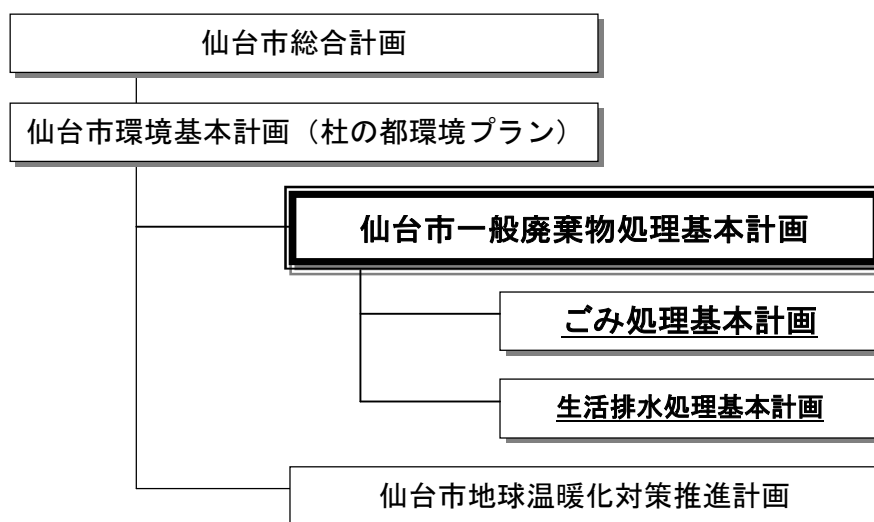 仙台市総合計画
仙台市環境基本計画（杜の都環境プラン）
仙台市一般廃棄物処理基本計画
ごみ処理基本計画
生活排水処理基本計画
仙台市地球温暖化対策推進計画